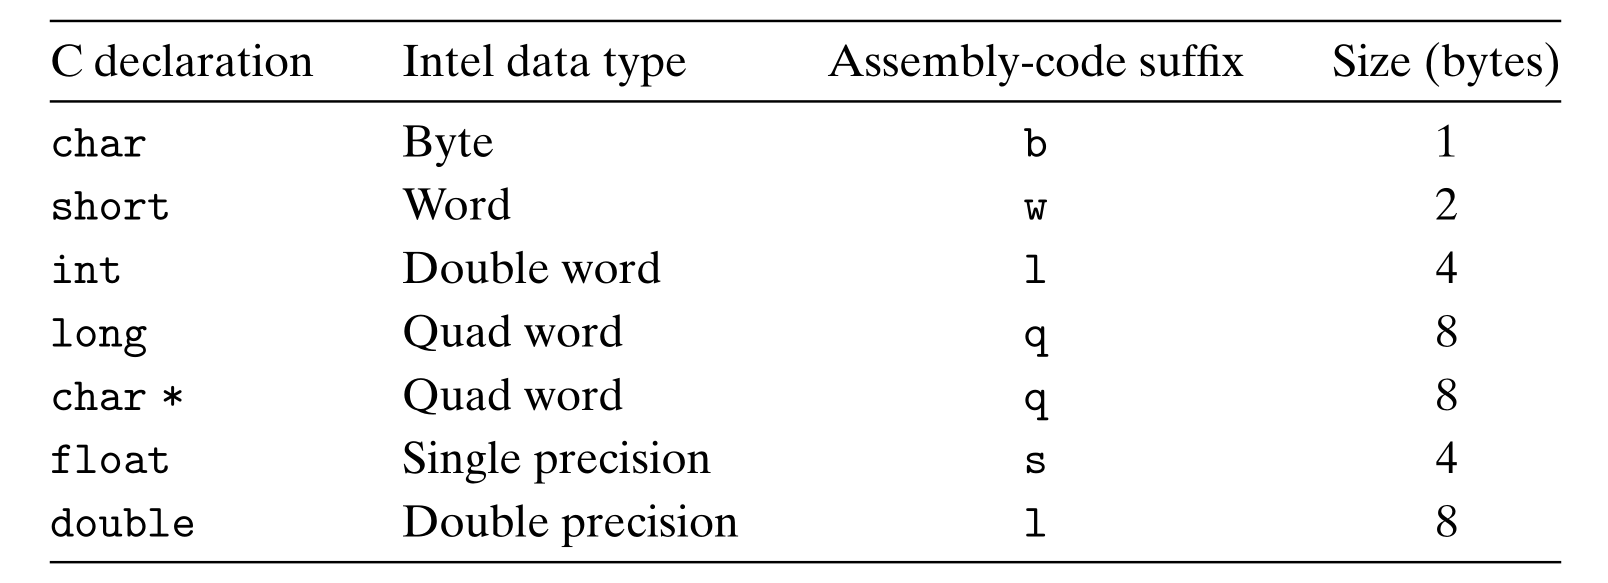 C declaration Intel data type Assembly-code suffix Size (bytes)
char Byte b 1
short Word w 2
int Double word l 4
long Quad word q 8
char * Quad word q 8
float Single precision s 4
double Double precision l 8